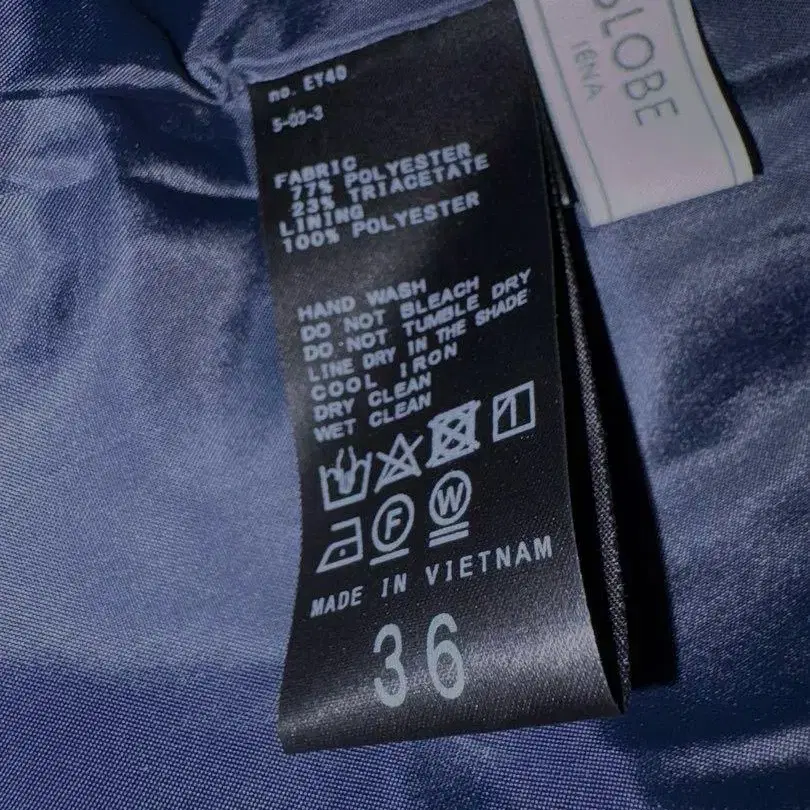 no. ET40
5-03-3
FABRIC
77% POLYESTER
23% TRIACETATE
LINING
100% POLYESTER
HAND WASH
DO NOT BLEACH
DO NOT TUMBLE DRY
LINE DRY IN THE SHADE
COOL IRON
DRY CLEAN
WET CLEAN
F
W
MADE IN VIETNAM
36
IÉNA